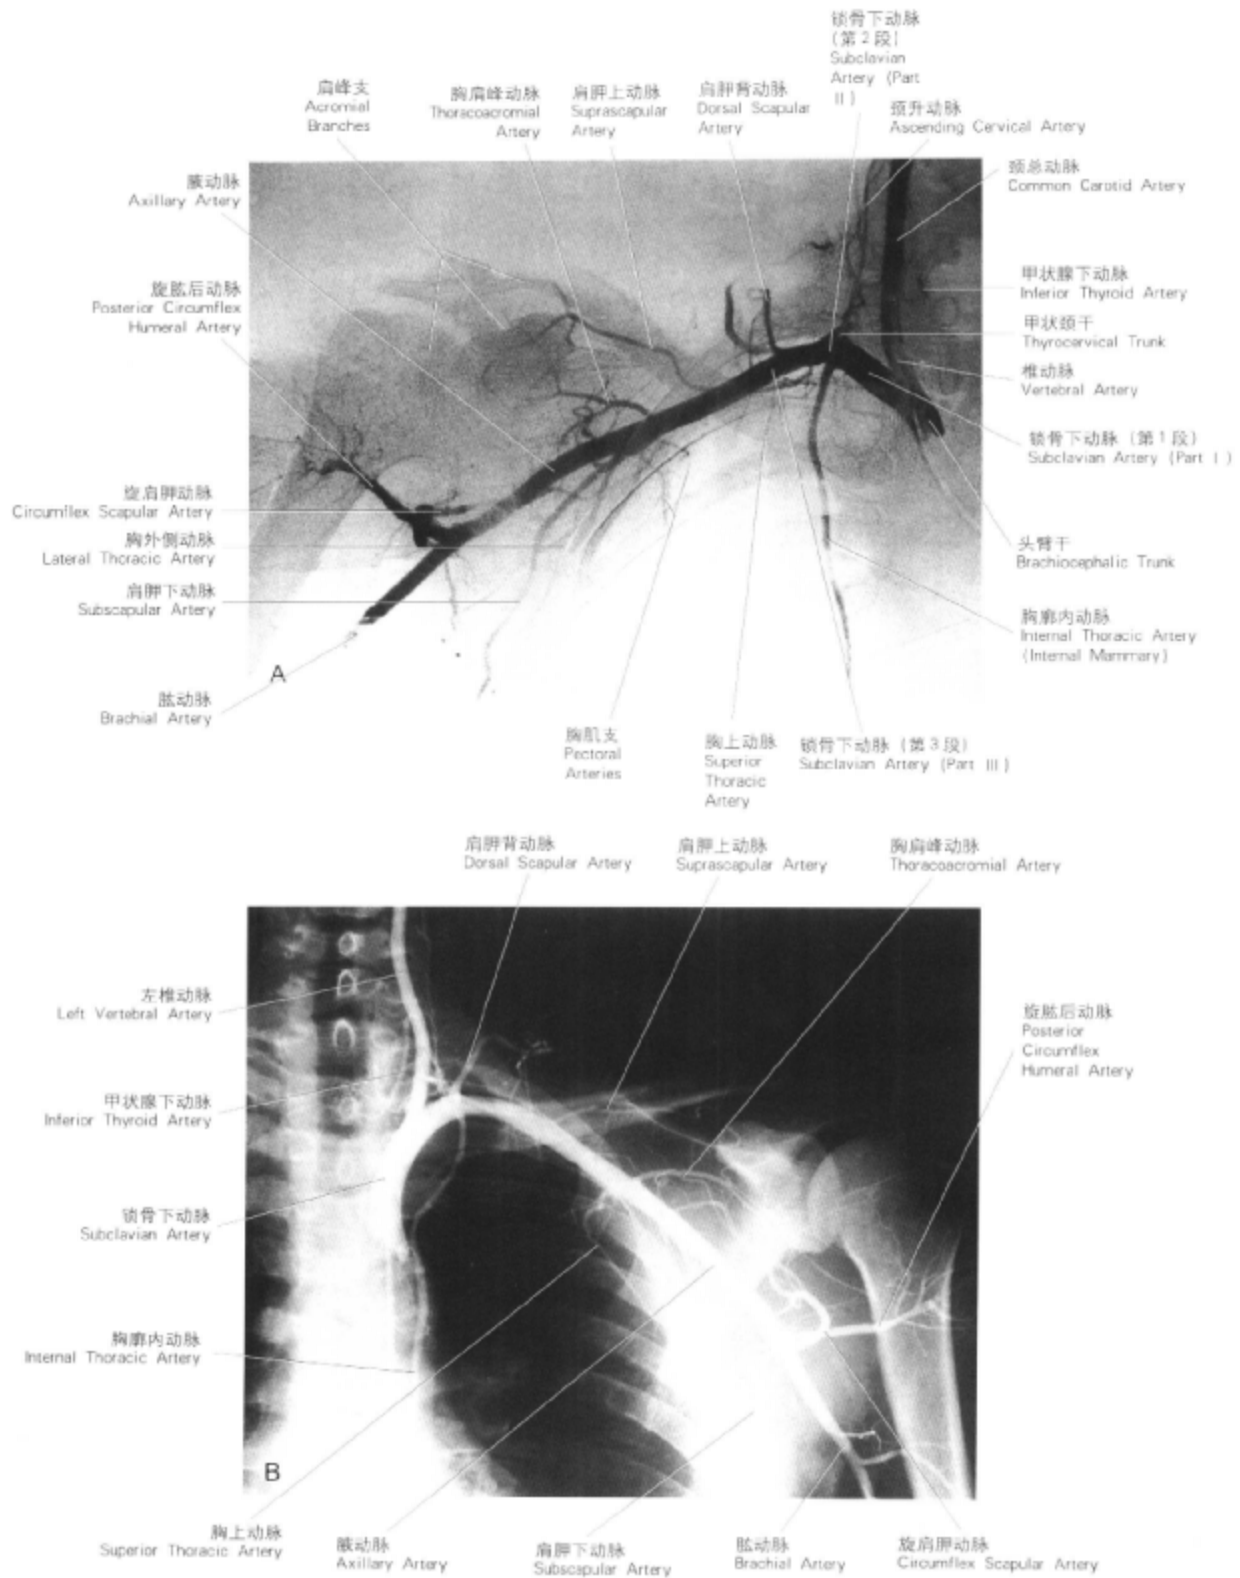 锁骨下动脉
(第2段)
Subclavian
Artery (Part
II)
肩峰支
Acromial
Branches
胸肩峰动脉
Thoracoacromial
Artery
肩胛上动脉
Suprascapular
Artery
肩胛背动脉
Dorsal Scapular
Artery
颈升动脉
Ascending Cervical Artery
腋动脉
Axillary Artery
颈总动脉
Common Carotid Artery
旋肱后动脉
Posterior Circumflex
Humeral Artery
甲状腺下动脉
Inferior Thyroid Artery
甲状颈干
Thyrocervical Trunk
椎动脉
Vertebral Artery
锁骨下动脉 (第1段)
Subclavian Artery (Part I)
旋肩胛动脉
Circumflex Scapular Artery
胸外侧动脉
Lateral Thoracic Artery
头臂干
Brachiocephalic Trunk
肩胛下动脉
Subscapular Artery
胸廓内动脉
Internal Thoracic Artery
(Internal Mammary)
A
肱动脉
Brachial Artery
胸肌支
Pectoral
Arteries
胸上动脉
Superior
Thoracic
Artery
锁骨下动脉 (第3段)
Subclavian Artery (Part III)
肩胛背动脉
Dorsal Scapular Artery
肩胛上动脉
Suprascapular Artery
胸肩峰动脉
Thoracoacromial Artery
左椎动脉
Left Vertebral Artery
旋肱后动脉
Posterior
Circumflex
Humeral Artery
甲状腺下动脉
Inferior Thyroid Artery
锁骨下动脉
Subclavian Artery
胸廓内动脉
Internal Thoracic Artery
B
胸上动脉
Superior Thoracic Artery
腋动脉
Axillary Artery
肩胛下动脉
Subscapular Artery
肱动脉
Brachial Artery
旋肩胛动脉
Circumflex Scapular Artery